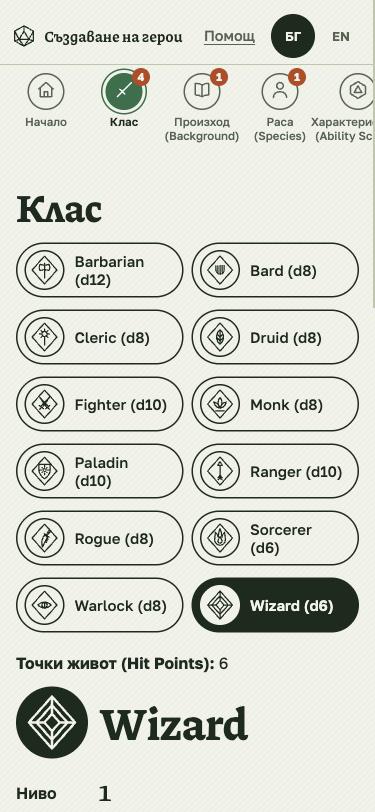 Създаване на герои Помощ БГ EN
4 1 1
Начало Клас Произход Раса Характери
(Background) (Species) (Ability Sc
Клас
Barbarian
(d12)
Bard (d8)
Cleric (d8) Druid (d8)
Fighter (d10) Monk (d8)
Paladin
(d10)
Ranger (d10)
Rogue (d8) Sorcerer
(d6)
Warlock (d8) Wizard (d6)
Точки живот (Hit Points): 6
Wizard
Ниво 1